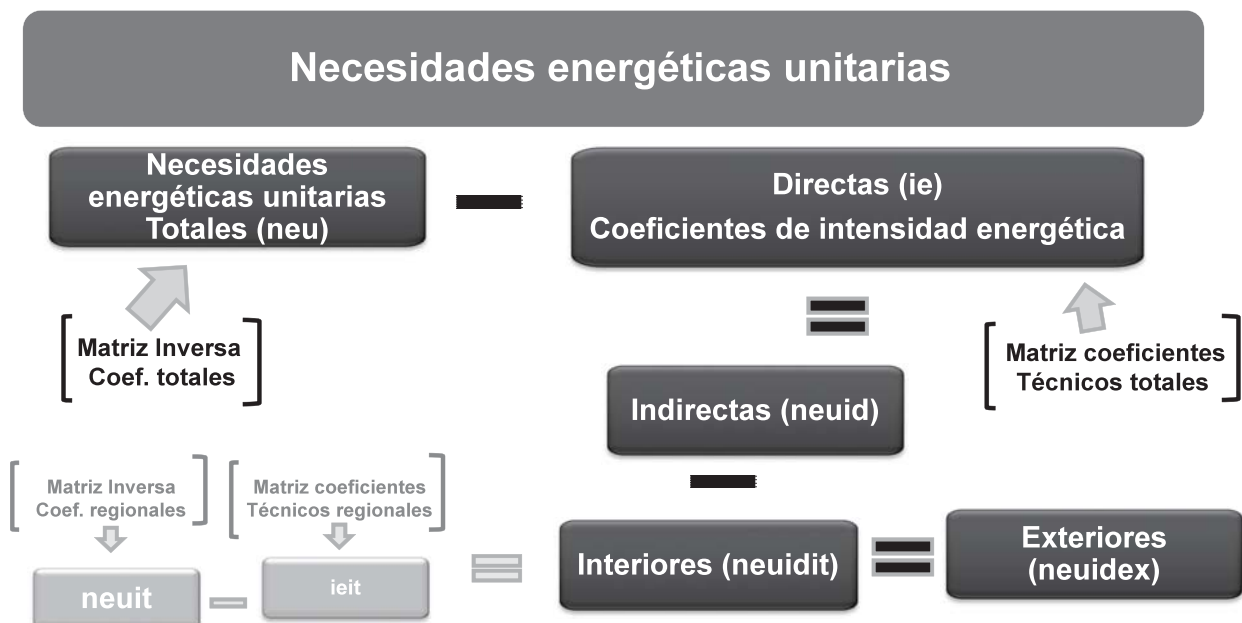 Necesidades energéticas unitarias
Necesidades
energéticas unitarias
Totales (neu)
Directas (ie)
Coeficientes de intensidad energética
Matriz Inversa
Coef. totales
Matriz coeficientes
Técnicos totales
Indirectas (neuid)
Matriz Inversa
Coef. regionales
Matriz coeficientes
Técnicos regionales
neuit
ieit
Interiores (neuidit)
Exteriores
(neuidex)